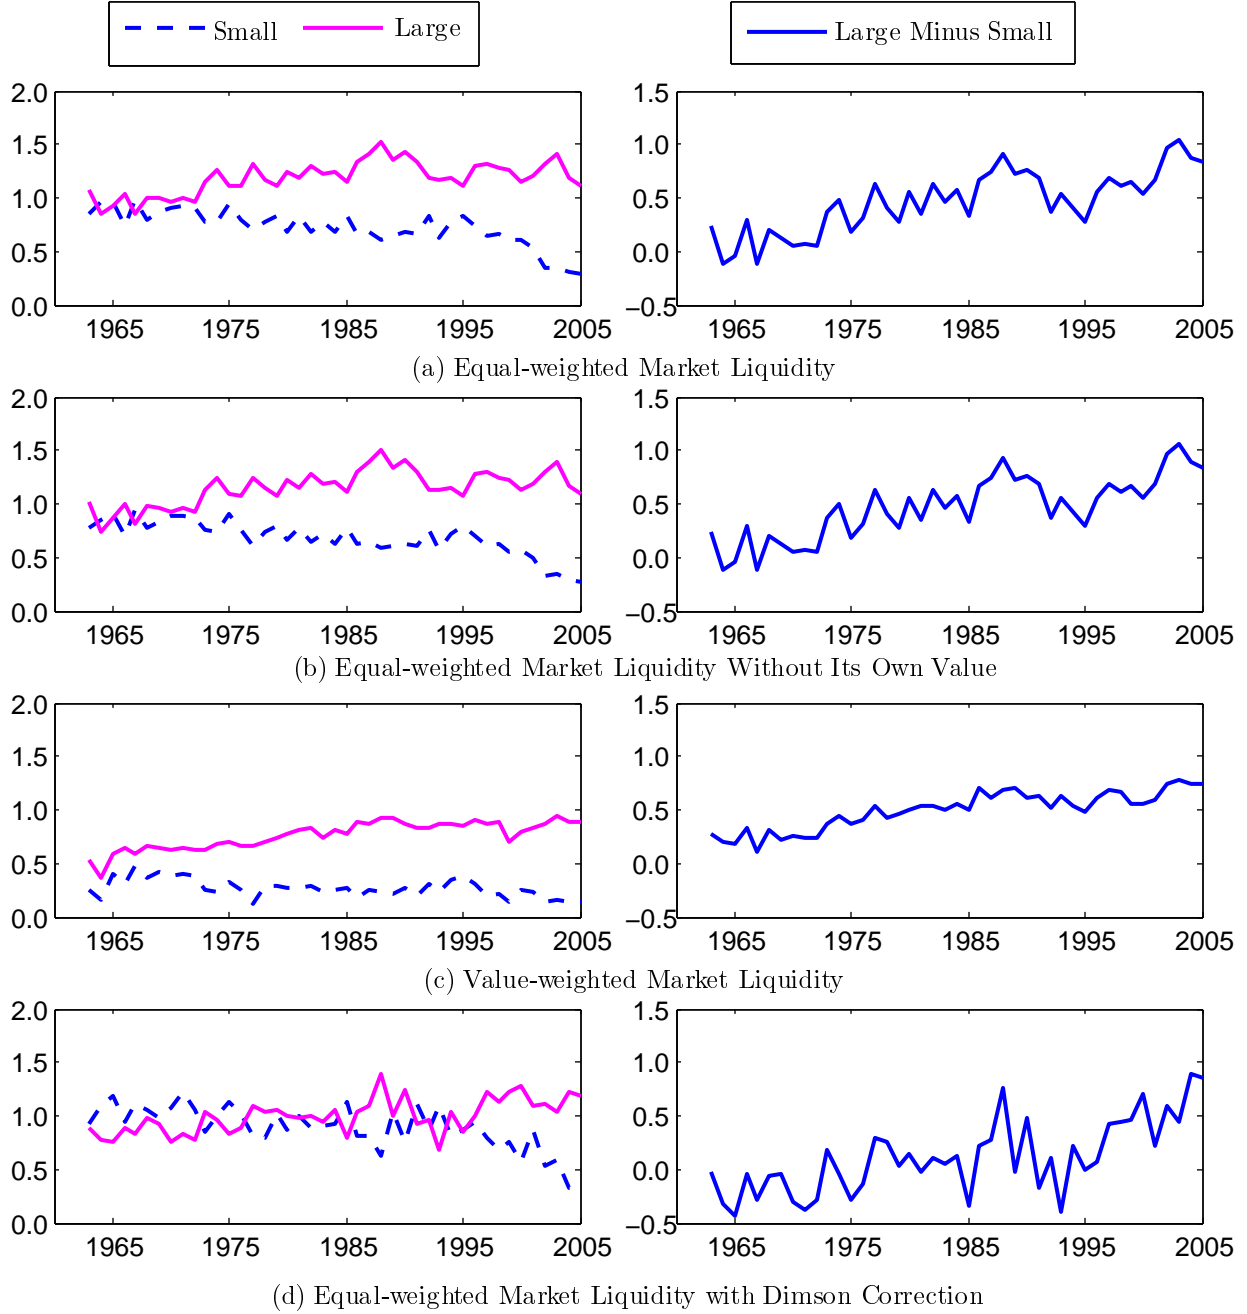 Small Large
Large Minus Small
2.0
1.5
1.0
0.5
0.0
1965 1975 1985 1995 2005
1.5
1.0
0.5
0.0
−0.5
1965 1975 1985 1995 2005
(a) Equal-weighted Market Liquidity
2.0
1.5
1.0
0.5
0.0
1965 1975 1985 1995 2005
1.5
1.0
0.5
0.0
−0.5
1965 1975 1985 1995 2005
(b) Equal-weighted Market Liquidity Without Its Own Value
2.0
1.5
1.0
0.5
0.0
1965 1975 1985 1995 2005
1.5
1.0
0.5
0.0
−0.5
1965 1975 1985 1995 2005
(c) Value-weighted Market Liquidity
2.0
1.5
1.0
0.5
0.0
1965 1975 1985 1995 2005
1.5
1.0
0.5
0.0
−0.5
1965 1975 1985 1995 2005
(d) Equal-weighted Market Liquidity with Dimson Correction